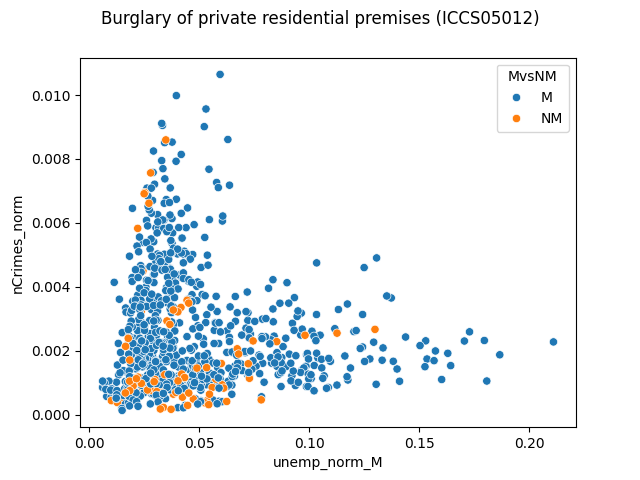 Burglary of private residential premises (ICCS05012)
MvsNM
M
NM
nCrimes_norm
0.010
0.008
0.006
0.004
0.002
0.000
0.00 0.05 0.10 0.15 0.20
unemp_norm_M